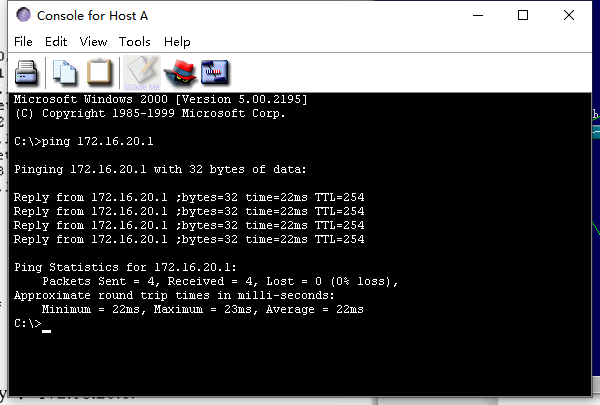 Console for Host A
File Edit View Tools Help
Microsoft Windows 2000 [Version 5.00.2195]
(C) Copyright 1985-1999 Microsoft Corp.
C:\>ping 172.16.20.1
Pinging 172.16.20.1 with 32 bytes of data:
Reply from 172.16.20.1 ;bytes=32 time=22ms TTL=254
Reply from 172.16.20.1 ;bytes=32 time=22ms TTL=254
Reply from 172.16.20.1 ;bytes=32 time=22ms TTL=254
Reply from 172.16.20.1 ;bytes=32 time=22ms TTL=254
Ping Statistics for 172.16.20.1:
Packets Sent = 4, Received = 4, Lost = 0 (0% loss),
Approximate round trip times in milli-seconds:
Minimum = 22ms, Maximum = 23ms, Average = 22ms
C:\>